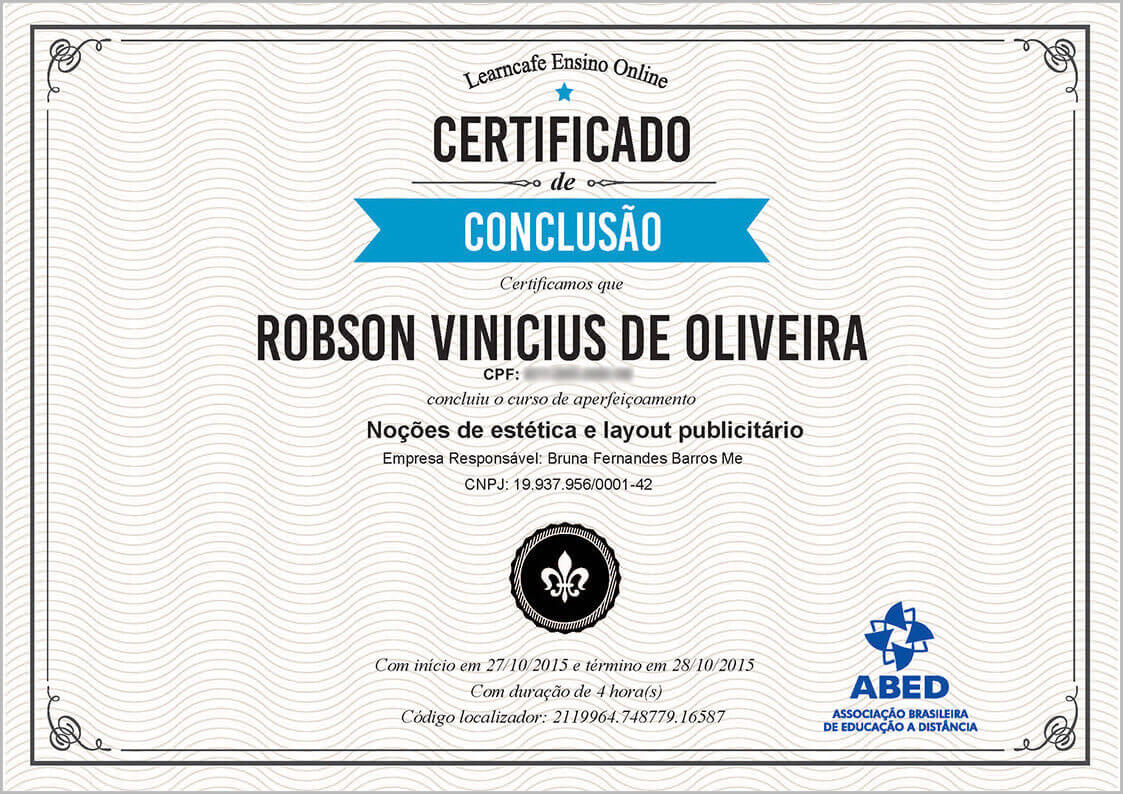 Learncafe Ensino Online
CERTIFICADO
de
CONCLUSÃO
Certificamos que
ROBSON VINICIUS DE OLIVEIRA
CPF:
concluiu o curso de aperfeiçoamento
Noções de estética e layout publicitário
Empresa Responsável: Bruna Fernandes Barros Me
CNPJ: 19.937.956/0001-42
Com início em 27/10/2015 e término em 28/10/2015
Com duração de 4 hora(s)
Código localizador: 2119964.748779.16587
ABED
ASSOCIAÇÃO BRASILEIRA
DE EDUCAÇÃO A DISTÂNCIA